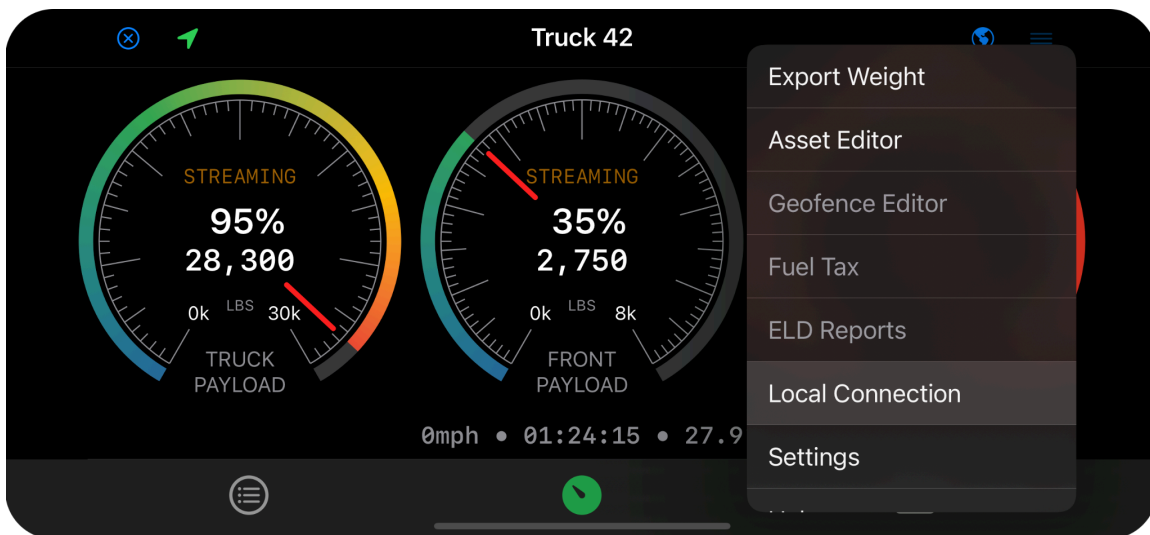 Truck 42
STREAMING
95%
28,300
0k LBS 30k
TRUCK
PAYLOAD
STREAMING
35%
2,750
0k LBS 8k
FRONT
PAYLOAD
0mph • 01:24:15 • 27.9
Export Weight
Asset Editor
Geofence Editor
Fuel Tax
ELD Reports
Local Connection
Settings